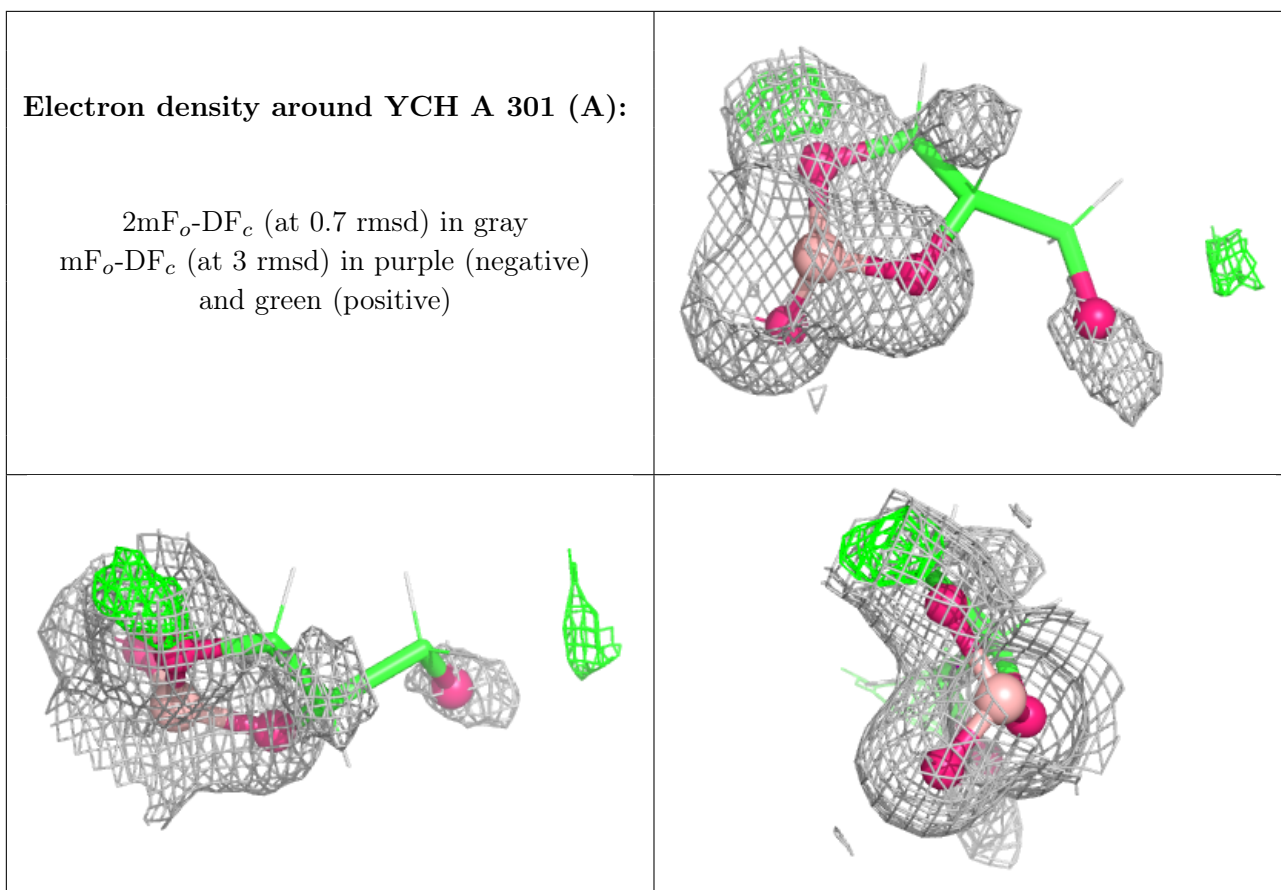 Electron density around YCH A 301 (A):
2mFo-DFc (at 0.7 rmsd) in gray
mFo-DFc (at 3 rmsd) in purple (negative)
and green (positive)